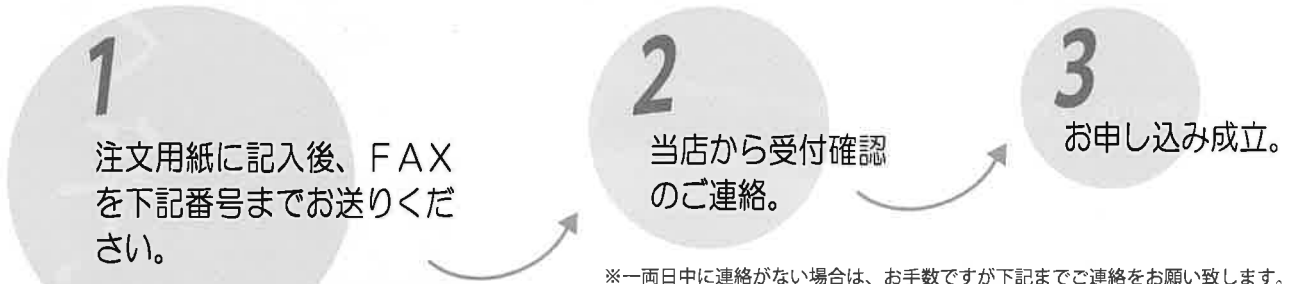 1
注文用紙に記入後、ＦＡＸ
を下記番号までお送りくだ
さい。
2
当店から受付確認
のご連絡。
3
お申し込み成立。
※一両日中に連絡がない場合は、お手数ですが下記までご連絡をお願い致します。